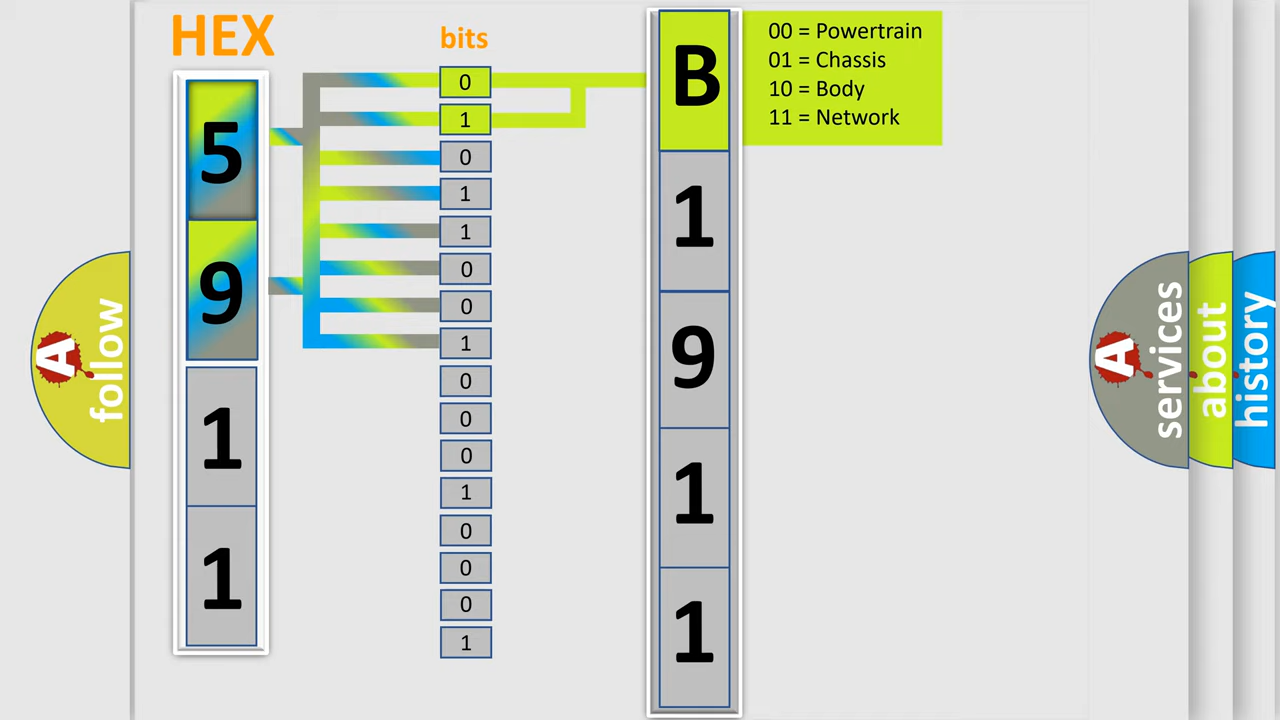 HEX
5
9
1
1
bits
0
1
0
1
1
0
0
1
0
0
0
1
0
0
0
1
B
1
9
1
1
00 = Powertrain
01 = Chassis
10 = Body
11 = Network
A follow
A services
about
history